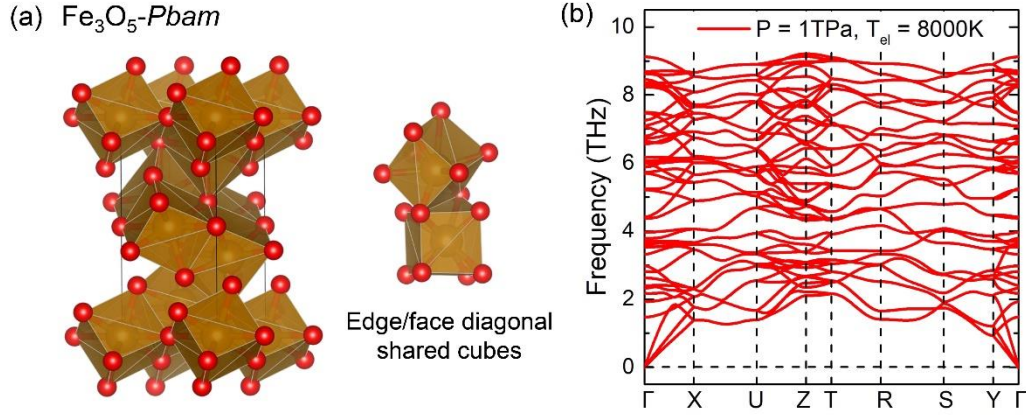 (a) Fe₃O₅-Pbam
Edge/face diagonal
shared cubes
(b)
P = 1TPa, Tₑₗ = 8000K
Frequency (THz)
10
8
6
4
2
0
Γ X U Z T R S Y Γ